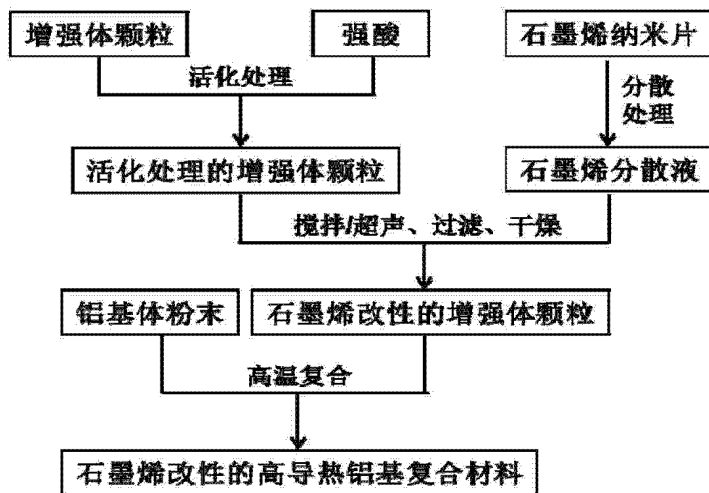 增强体颗粒
强酸
石墨烯纳米片
活化处理
分散
处理
活化处理的增强体颗粒
石墨烯分散液
搅拌/超声、过滤、干燥
铝基体粉末
石墨烯改性的增强体颗粒
高温复合
石墨烯改性的高导热铝基复合材料